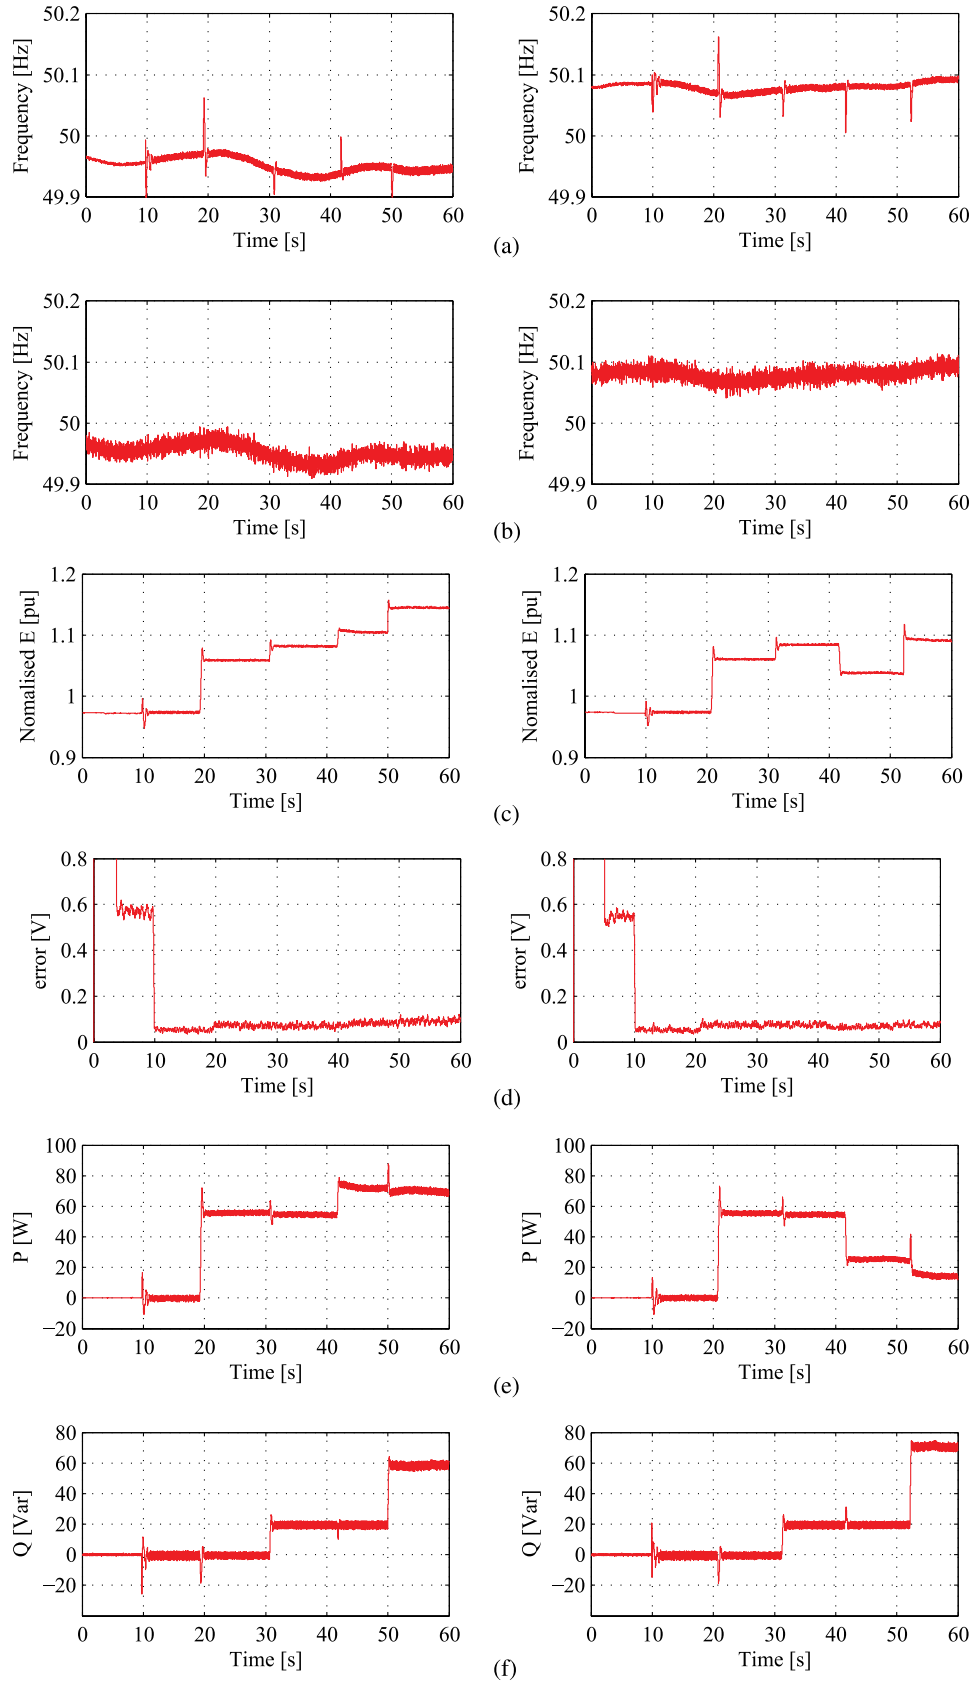 50.2 50.2
50.1 50.1
50 50
49.9 49.9
Frequency [Hz] Frequency [Hz]
0 10 20 30 40 50 60 0 10 20 30 40 50 60
Time [s] Time [s]
(a)
50.2 50.2
50.1 50.1
50 50
49.9 49.9
Frequency [Hz] Frequency [Hz]
0 10 20 30 40 50 60 0 10 20 30 40 50 60
Time [s] Time [s]
(b)
1.2 1.2
1.1 1.1
1 1
0.9 0.9
Nomalised E [pu] Nomalised E [pu]
0 10 20 30 40 50 60 0 10 20 30 40 50 60
Time [s] Time [s]
(c)
0.8 0.8
0.6 0.6
0.4 0.4
0.2 0.2
0 0
error [V] error [V]
0 10 20 30 40 50 60 0 10 20 30 40 50 60
Time [s] Time [s]
(d)
100 100
80 80
60 60
40 40
20 20
0 0
−20 −20
P [W] P [W]
0 10 20 30 40 50 60 0 10 20 30 40 50 60
Time [s] Time [s]
(e)
80 80
60 60
40 40
20 20
0 0
−20 −20
Q [Var] Q [Var]
0 10 20 30 40 50 60 0 10 20 30 40 50 60
Time [s] Time [s]
(f)